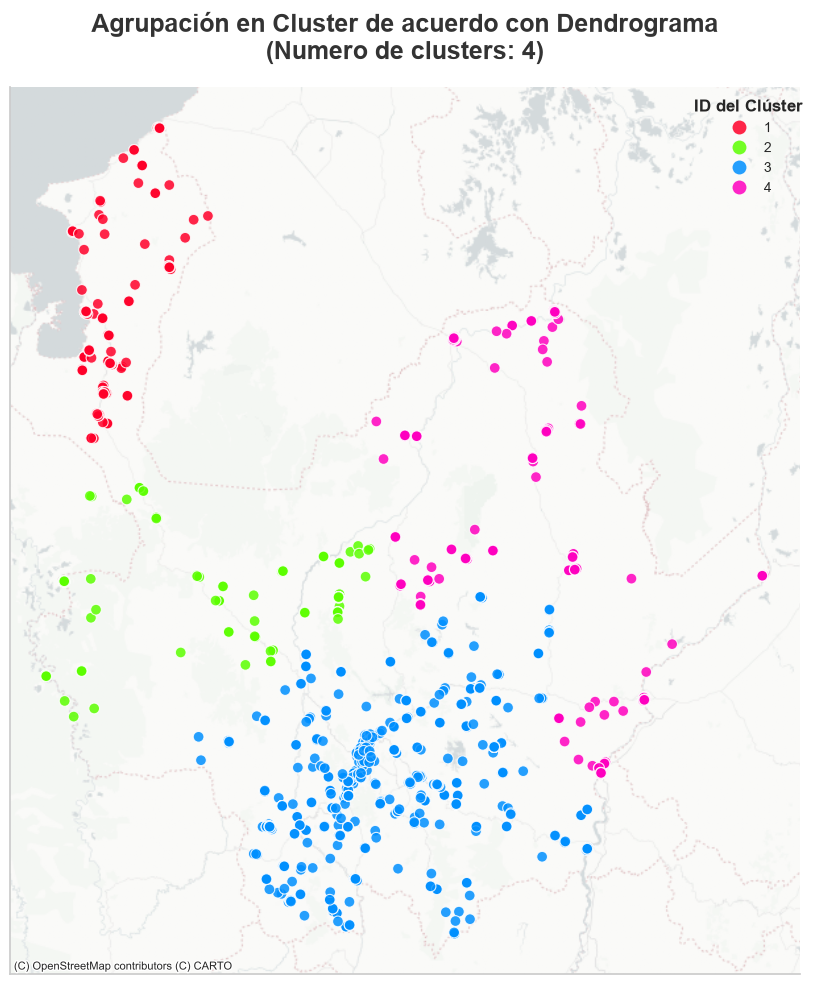 Agrupación en Cluster de acuerdo con Dendrograma
(Numero de clusters: 4)
ID del Clúster
1
2
3
4
(C) OpenStreetMap contributors (C) CARTO